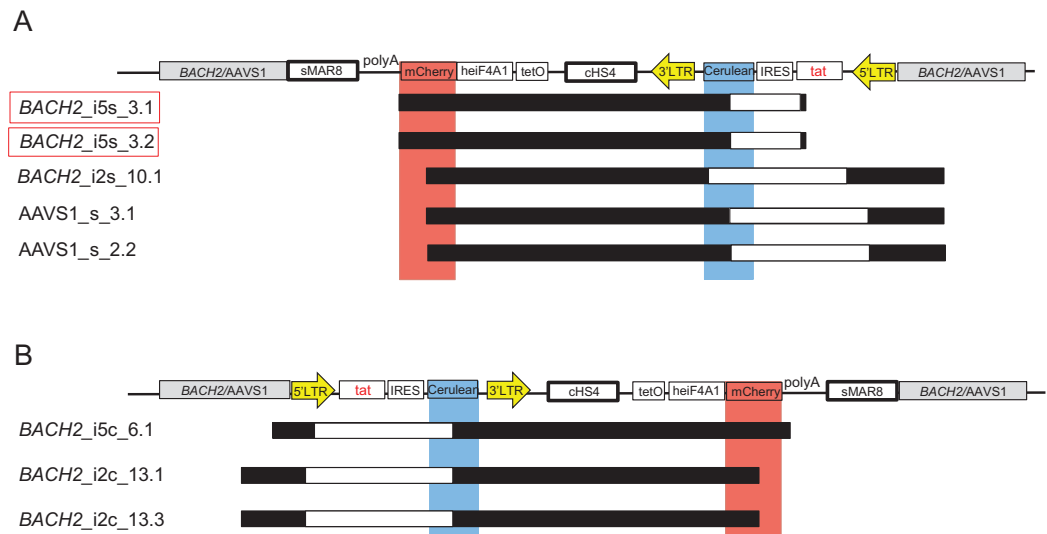 A
BACH2/AAVS1 sMAR8 polyA mCherry heiF4A1 tetO cHS4 3'LTR Cerulean IRES tat 5'LTR BACH2/AAVS1
BACH2_i5s_3.1
BACH2_i5s_3.2
BACH2_i2s_10.1
AAVS1_s_3.1
AAVS1_s_2.2
B
BACH2/AAVS1 5'LTR tat IRES Cerulean 3'LTR cHS4 tetO heiF4A1 mCherry polyA sMAR8 BACH2/AAVS1
BACH2_i5c_6.1
BACH2_i2c_13.1
BACH2_i2c_13.3